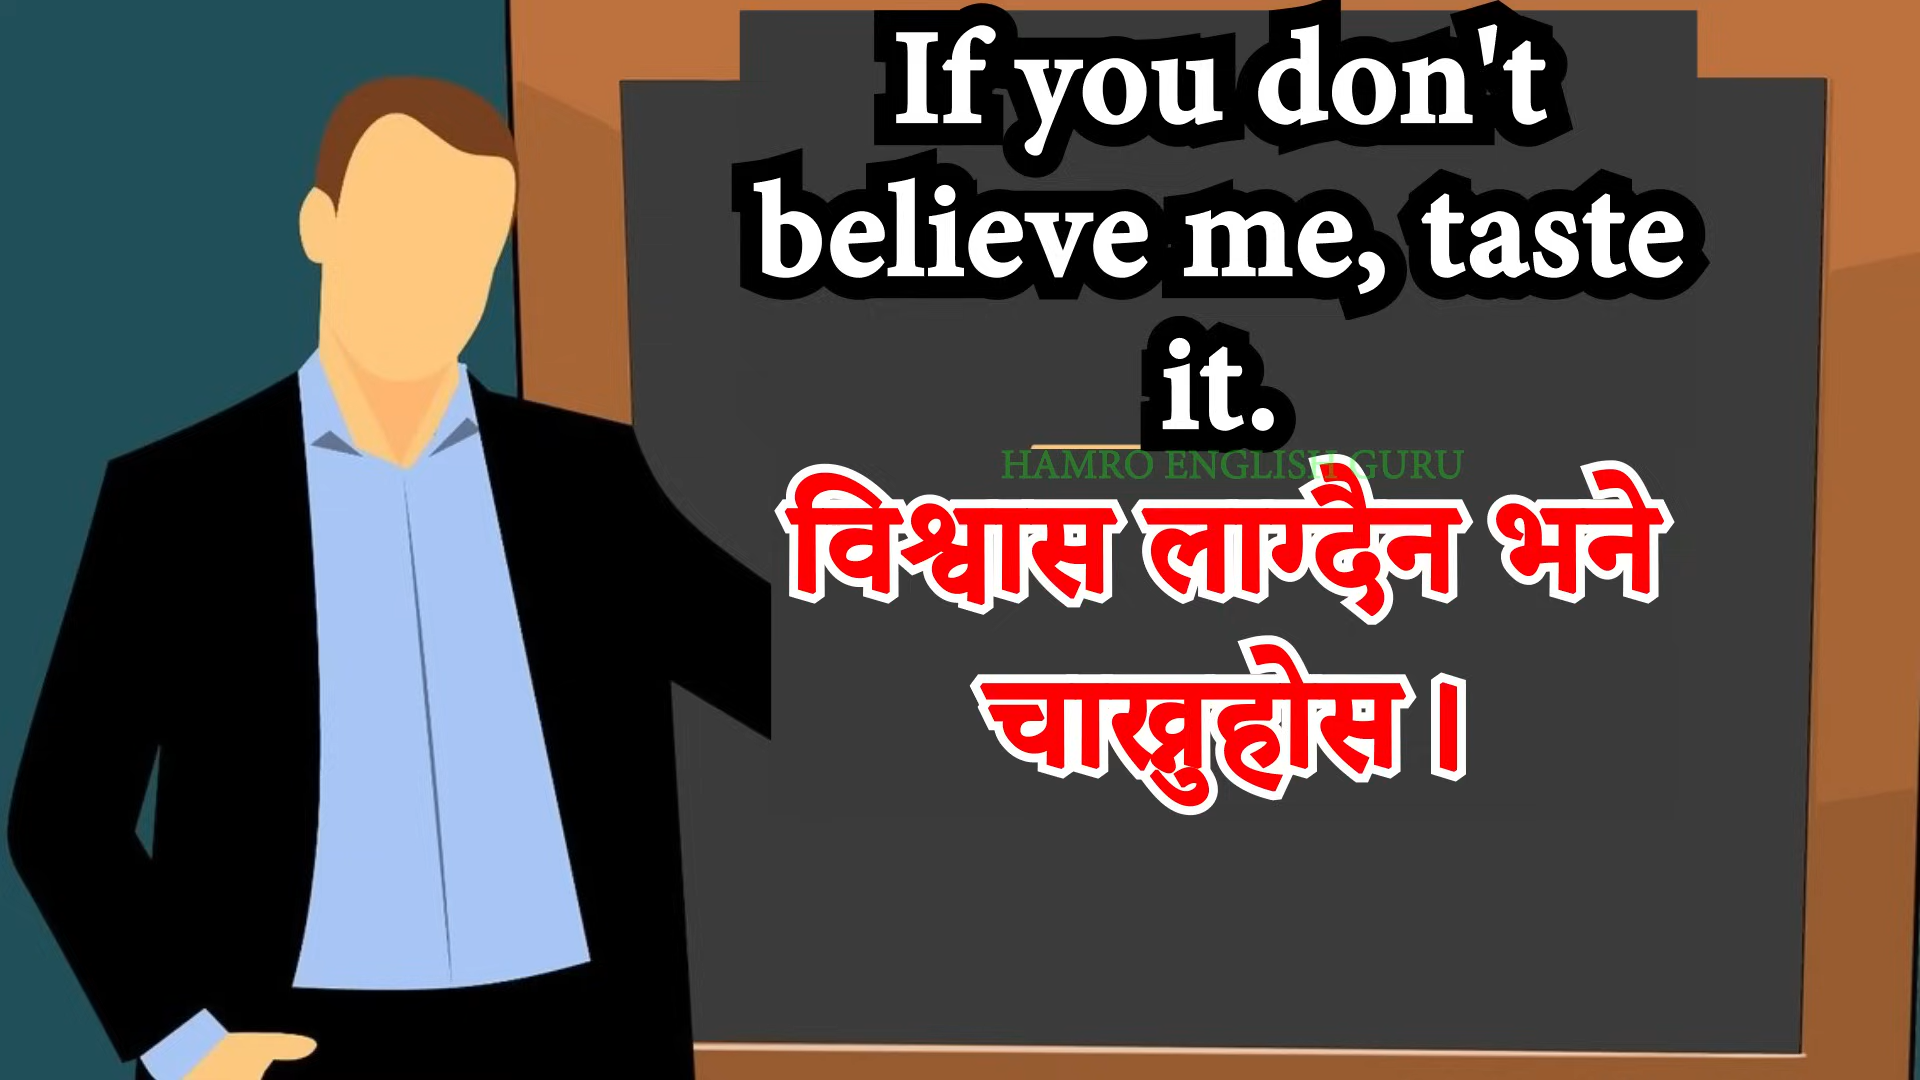 If you don't
believe me, taste
it.
HAMRO ENGLISH GURU
विश्वास लाग्दैन भने
चाख्नुहोस ।